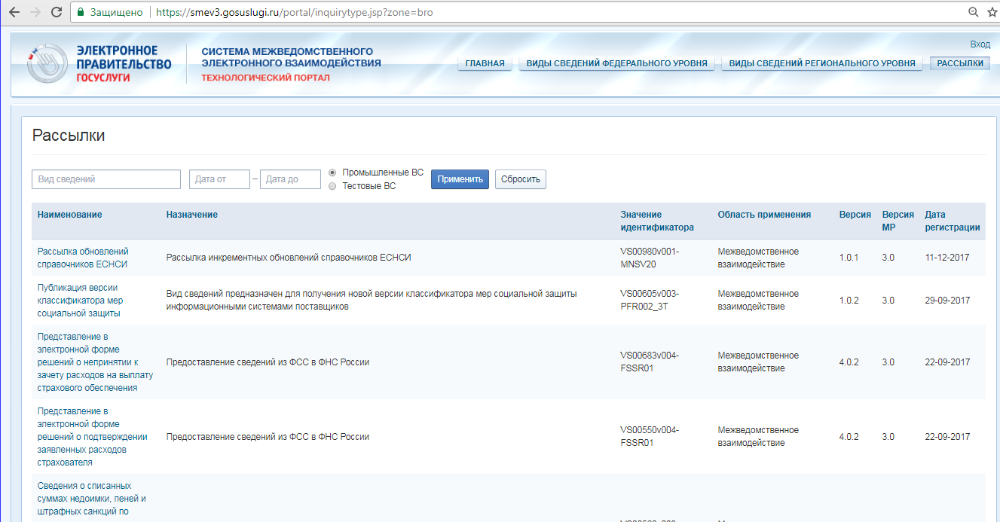 Защищено
https://smev3.gosuslugi.ru/portal/inquirytype.jsp?zone=bro
ЭЛЕКТРОННОЕ
ПРАВИТЕЛЬСТВО
ГОСУСЛУГИ
СИСТЕМА МЕЖВЕДОМСТВЕННОГО
ЭЛЕКТРОННОГО ВЗАИМОДЕЙСТВИЯ
ТЕХНОЛОГИЧЕСКИЙ ПОРТАЛ
Вход
ГЛАВНАЯ ВИДЫ СВЕДЕНИЙ ФЕДЕРАЛЬНОГО УРОВНЯ ВИДЫ СВЕДЕНИЙ РЕГИОНАЛЬНОГО УРОВНЯ РАССЫЛКИ
Рассылки
Вид сведений Дата от – Дата до
Промышленные ВС
Тестовые ВС
Применить Сбросить
Наименование
Назначение
Значение
идентификатора
Область применения
Версия
Версия
МР
Дата
регистрации
Рассылка обновлений
справочников ЕСНСИ
Рассылка инкрементных обновлений справочников ЕСНСИ
VS00980v001-
MNSV20
Межведомственное
взаимодействие
1.0.1
3.0
11-12-2017
Публикация версии
классификатора мер
социальной защиты
Вид сведений предназначен для получения новой версии классификатора мер социальной защиты
информационными системами поставщиков
VS00605v003-
PFR002_3T
Межведомственное
взаимодействие
1.0.2
3.0
29-09-2017
Представление в
электронной форме
решений о непринятии к
зачету расходов на выплату
страхового обеспечения
Предоставление сведений из ФСС в ФНС России
VS00683v004-
FSSR01
Межведомственное
взаимодействие
4.0.2
3.0
22-09-2017
Представление в
электронной форме
решений о подтверждении
заявленных расходов
страхователя
Предоставление сведений из ФСС в ФНС России
VS00550v004-
FSSR01
Межведомственное
взаимодействие
4.0.2
3.0
22-09-2017
Сведения о списанных
суммах недоимки, пеней и
штрафных санкций по